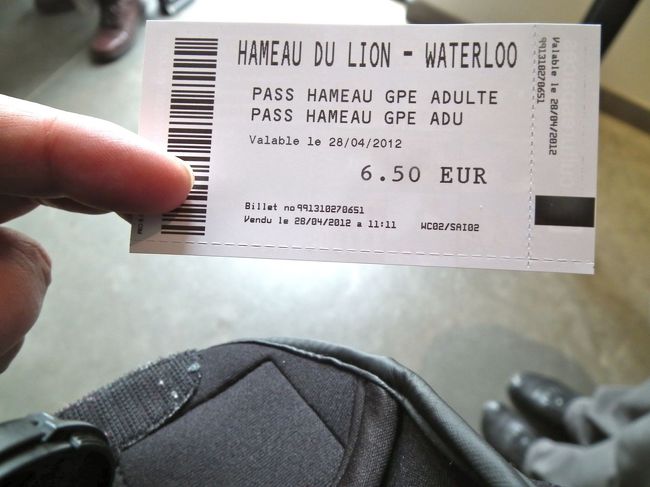 HAMEAU DU LION - WATERLOO
PASS HAMEAU GPE ADULTE
PASS HAMEAU GPE ADU
Valable le 28/04/2012
6.50 EUR
Billet no991310270651
Vendu le 28/04/2012 a 11:11 WC02/SAI02
Valable le 28/04/2012
991310270651